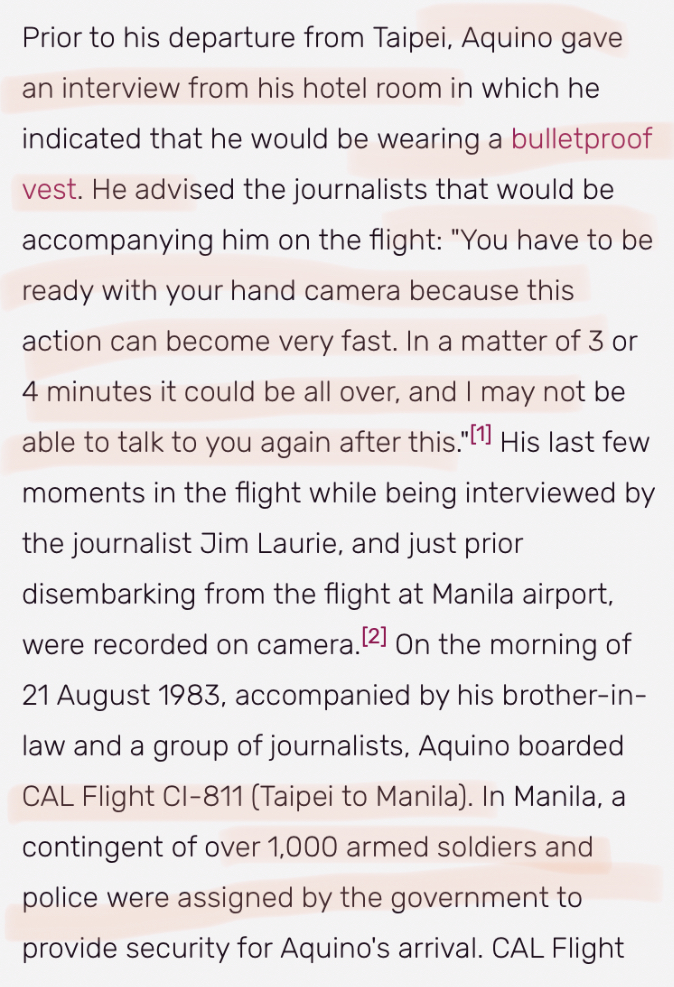 Prior to his departure from Taipei, Aquino gave
an interview from his hotel room in which he
indicated that he would be wearing a bulletproof
vest. He advised the journalists that would be
accompanying him on the flight: "You have to be
ready with your hand camera because this
action can become very fast. In a matter of 3 or
4 minutes it could be all over, and I may not be
able to talk to you again after this."[1] His last few
moments in the flight while being interviewed by
the journalist Jim Laurie, and just prior
disembarking from the flight at Manila airport,
were recorded on camera.[2] On the morning of
21 August 1983, accompanied by his brother-in-
law and a group of journalists, Aquino boarded
CAL Flight CI-811 (Taipei to Manila). In Manila, a
contingent of over 1,000 armed soldiers and
police were assigned by the government to
provide security for Aquino's arrival. CAL Flight